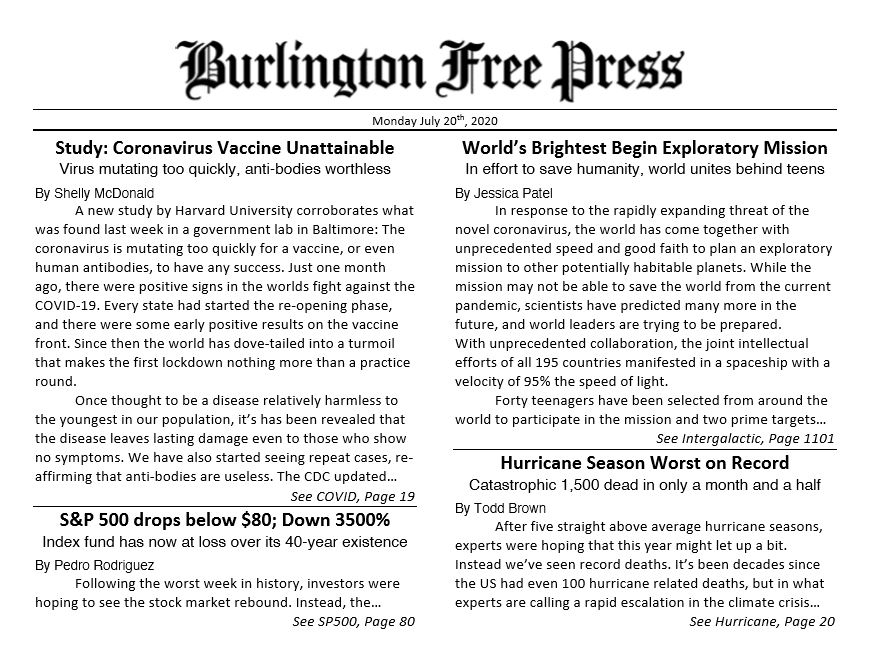 Burlington Free Press
Monday July 20th, 2020
Study: Coronavirus Vaccine Unattainable
Virus mutating too quickly, anti-bodies worthless
By Shelly McDonald
A new study by Harvard University corroborates what
was found last week in a government lab in Baltimore: The
coronavirus is mutating too quickly for a vaccine, or even
human antibodies, to have any success. Just one month
ago, there were positive signs in the worlds fight against the
COVID-19. Every state had started the re-opening phase,
and there were some early positive results on the vaccine
front. Since then the world has dove-tailed into a turmoil
that makes the first lockdown nothing more than a practice
round.
Once thought to be a disease relatively harmless to
the youngest in our population, it’s has been revealed that
the disease leaves lasting damage even to those who show
no symptoms. We have also started seeing repeat cases, re-
affirming that anti-bodies are useless. The CDC updated…
See COVID, Page 19
S&P 500 drops below $80; Down 3500%
Index fund has now at loss over its 40-year existence
By Pedro Rodriguez
Following the worst week in history, investors were
hoping to see the stock market rebound. Instead, the…
See SP500, Page 80
World’s Brightest Begin Exploratory Mission
In effort to save humanity, world unites behind teens
By Jessica Patel
In response to the rapidly expanding threat of the
novel coronavirus, the world has come together with
unprecedented speed and good faith to plan an exploratory
mission to other potentially habitable planets. While the
mission may not be able to save the world from the current
pandemic, scientists have predicted many more in the
future, and world leaders are trying to be prepared.
With unprecedented collaboration, the joint intellectual
efforts of all 195 countries manifested in a spaceship with a
velocity of 95% the speed of light.
Forty teenagers have been selected from around the
world to participate in the mission and two prime targets…
See Intergalactic, Page 1101
Hurricane Season Worst on Record
Catastrophic 1,500 dead in only a month and a half
By Todd Brown
After five straight above average hurricane seasons,
experts were hoping that this year might let up a bit.
Instead we’ve seen record deaths. It’s been decades since
the US had even 100 hurricane related deaths, but in what
experts are calling a rapid escalation in the climate crisis…
See Hurricane, Page 20